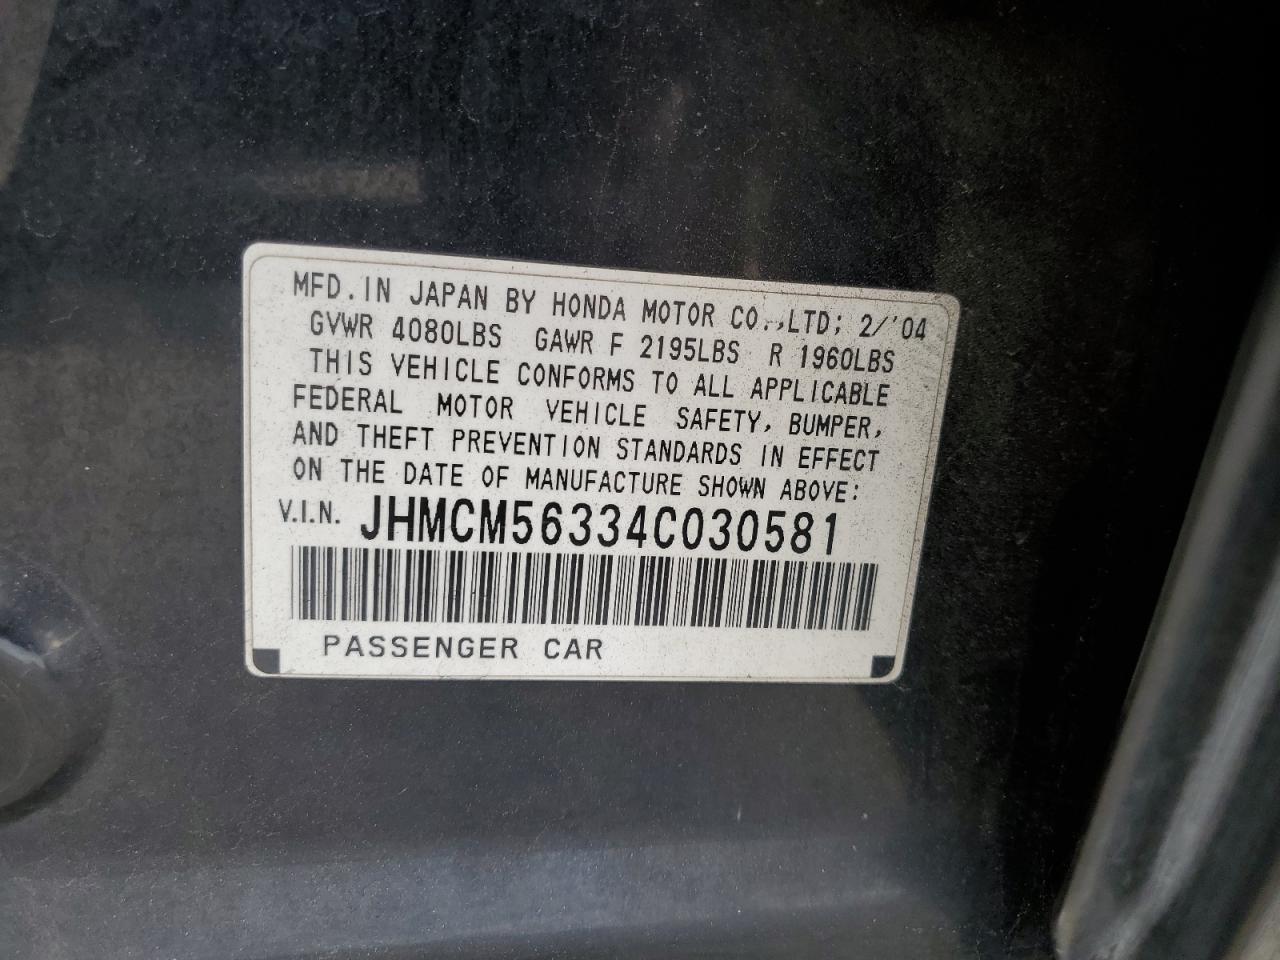 MFD. IN JAPAN BY HONDA MOTOR CO.,LTD; 2/'04
GVWR 4080LBS GAWR F 2195LBS R 1960LBS
THIS VEHICLE CONFORMS TO ALL APPLICABLE
FEDERAL MOTOR VEHICLE SAFETY, BUMPER,
AND THEFT PREVENTION STANDARDS IN EFFECT
ON THE DATE OF MANUFACTURE SHOWN ABOVE:
V.I.N. JHMCM56334C030581
PASSENGER CAR